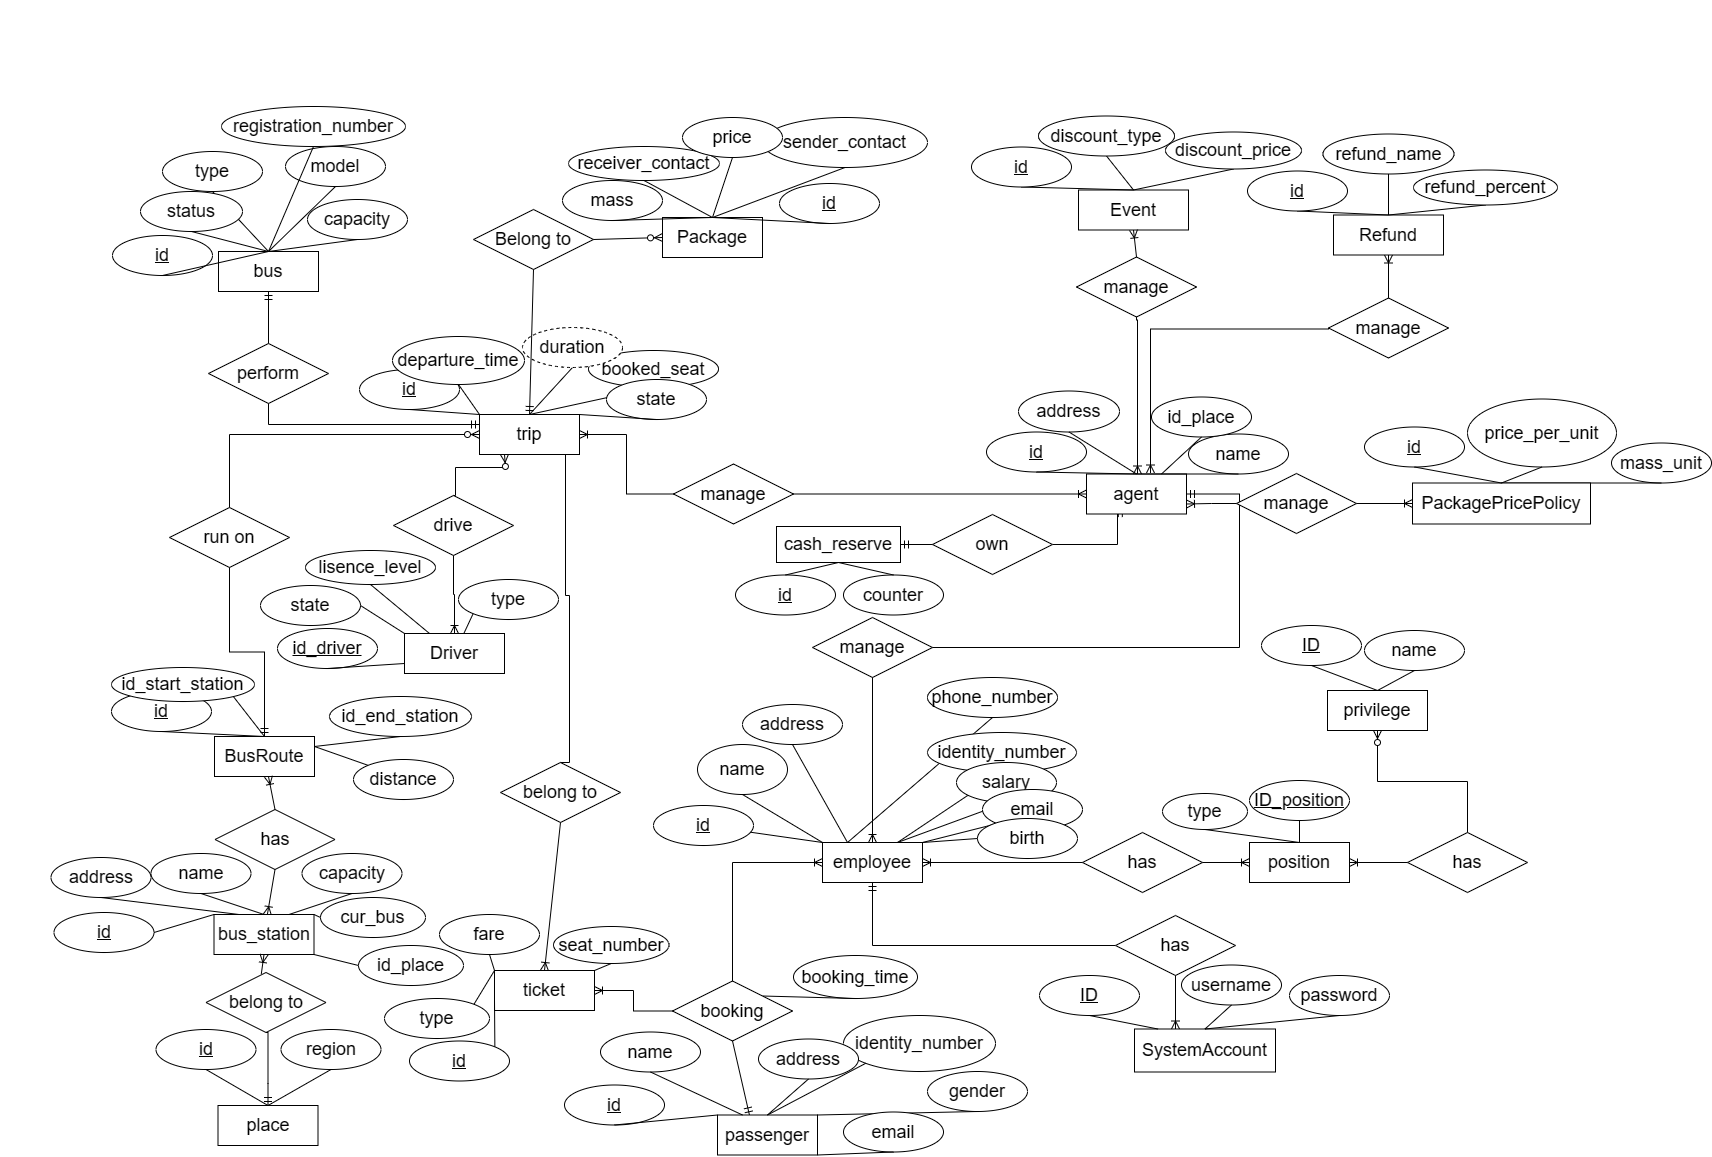 registration_number
type
model
status
capacity
id
bus
perform
receiver_contact
price
sender_contact
mass
id
Package
Belong to
departure_time
duration
booked_seat
id
state
trip
discount_type
discount_price
id
Event
manage
refund_name
id
refund_percent
Refund
manage
address
id_place
id
name
agent
manage
id
price_per_unit
mass_unit
manage
PackagePricePolicy
cash_reserve
own
id
counter
run on
drive
lisence_level
state
type
id_driver
Driver
manage
ID
name
privilege
id_start_station
id
id_end_station
BusRoute
distance
belong to
phone_number
address
identity_number
name
salary
email
id
birth
employee
has
type
ID_position
position
has
has
address
name
capacity
id
cur_bus
bus_station
id_place
belong to
id
region
place
fare
seat_number
ticket
type
id
booking_time
booking
name
address
identity_number
id
gender
passenger
email
has
ID
username
password
SystemAccount